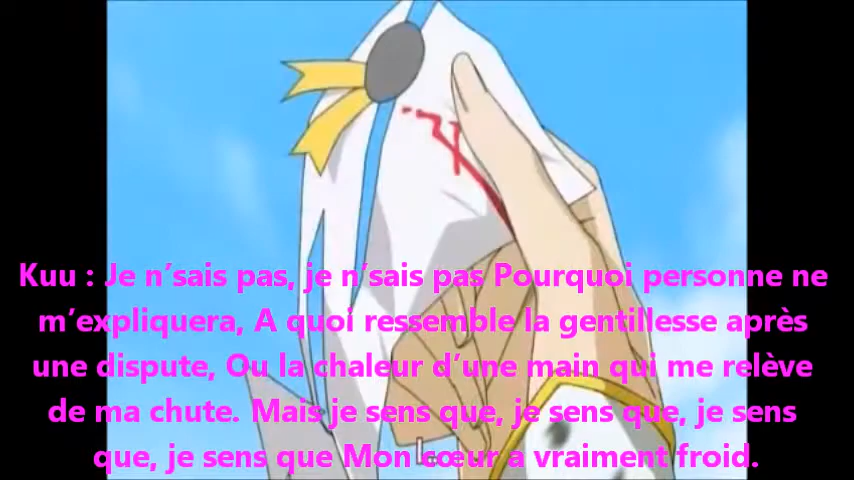 Kuu : Je n’sais pas, je n’sais pas Pourquoi personne ne
m’expliquera, A quoi ressemble la gentillesse après
une dispute, Ou la chaleur d’une main qui me relève
de ma chute. Mais je sens que, je sens que, je sens
que, je sens que Mon cœur a vraiment froid.